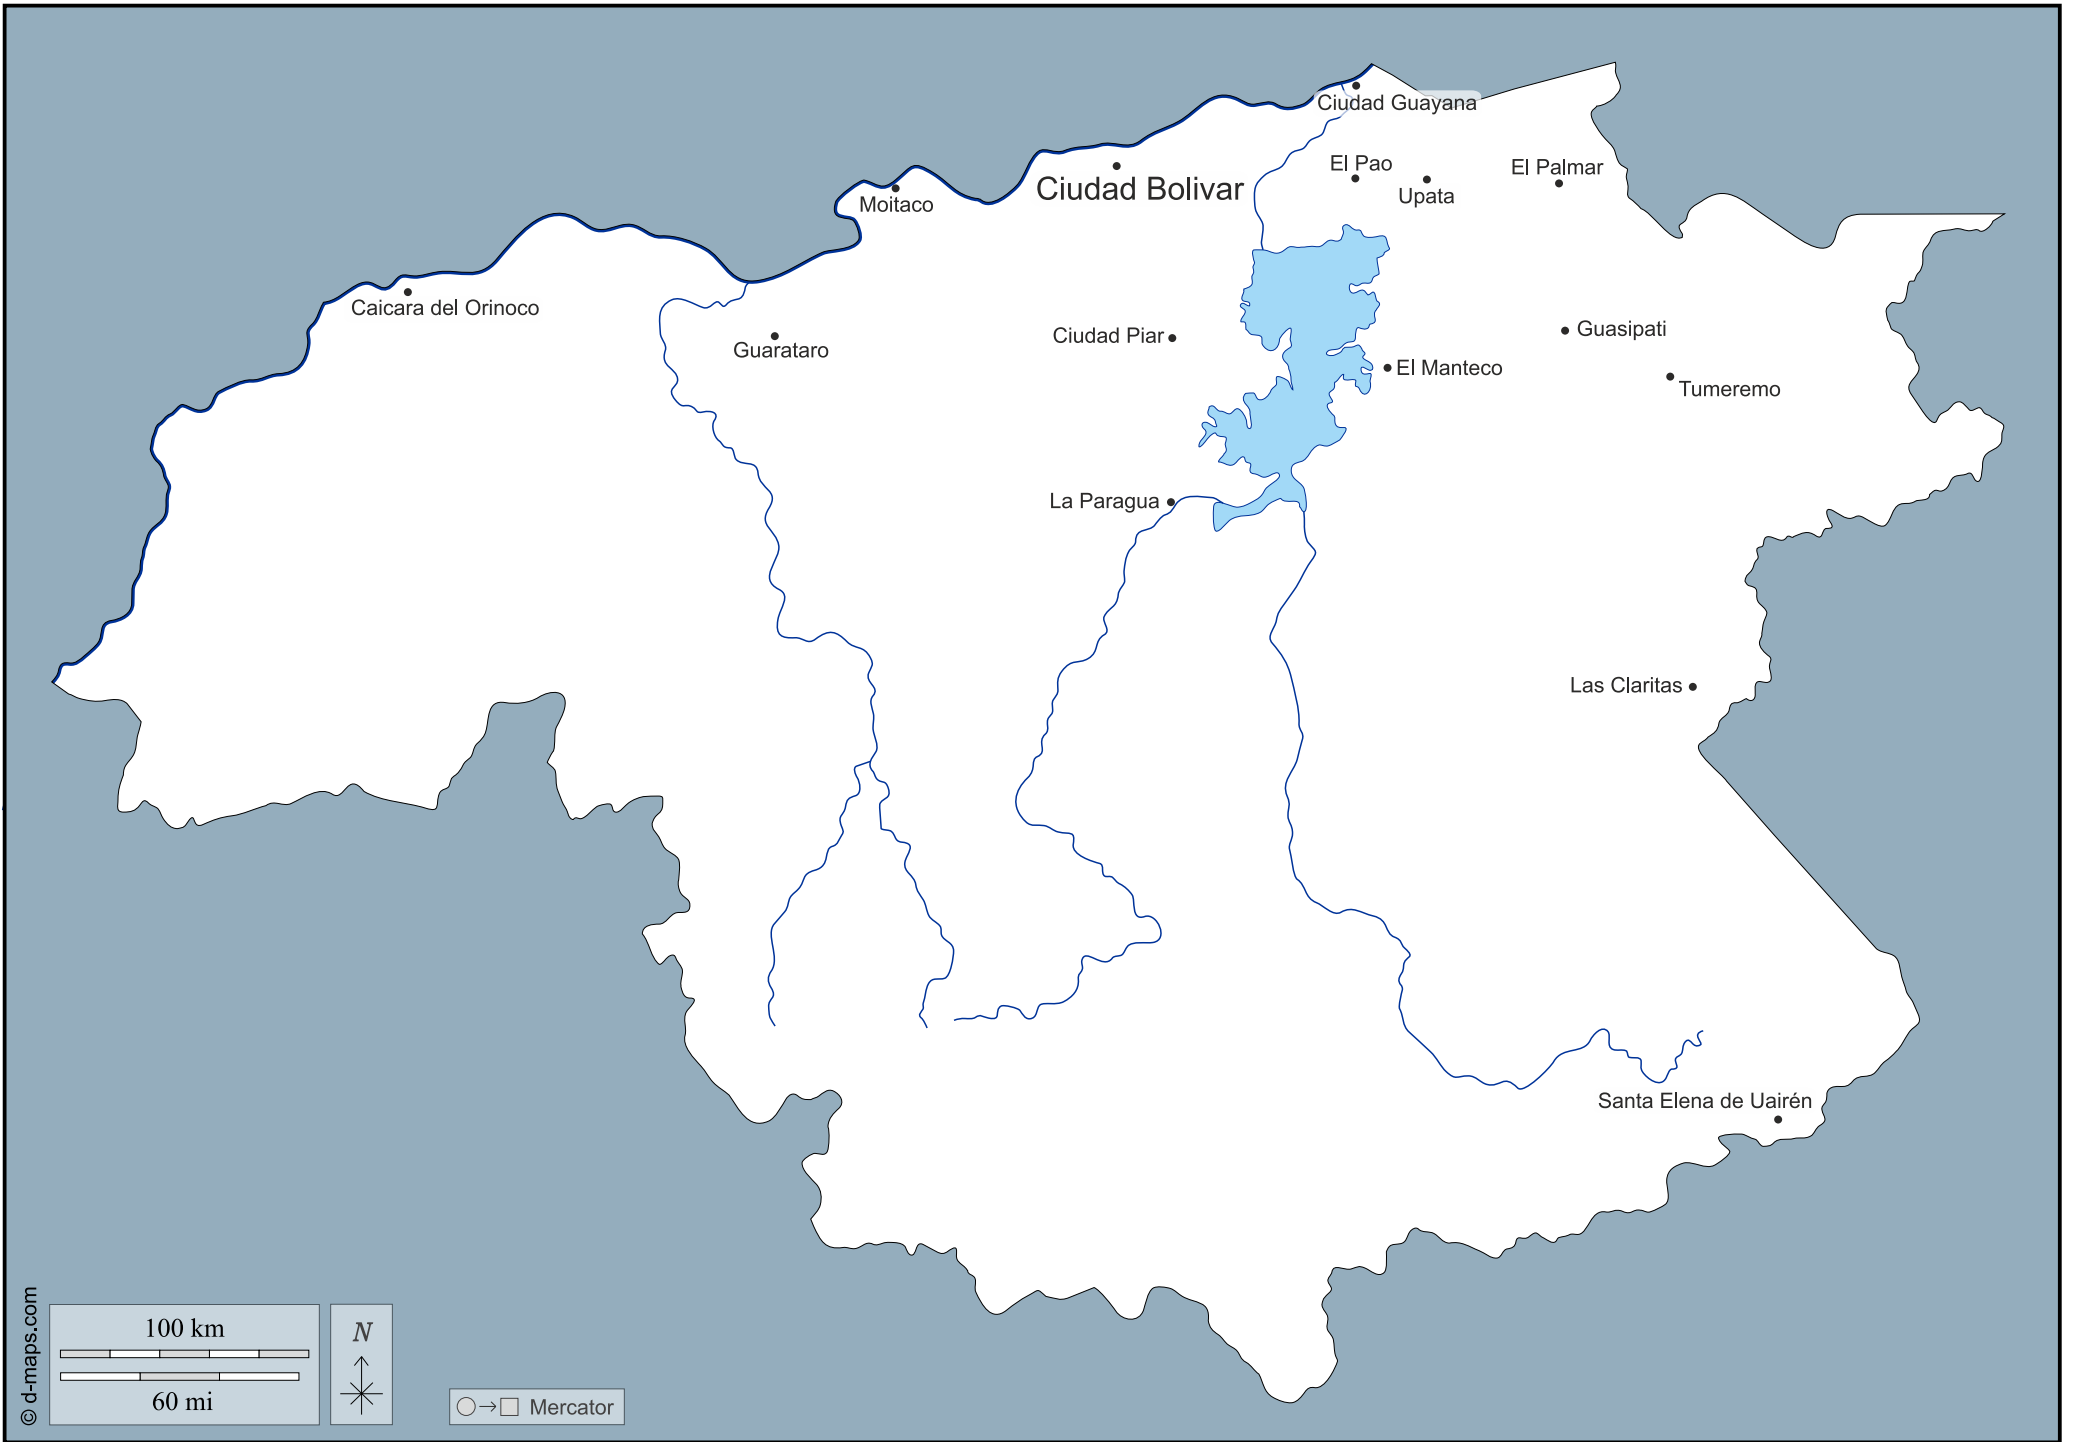 Ciudad Guayana
El Pao
Upata
El Palmar
Ciudad Bolivar
Moitaco
Caicara del Orinoco
Guarataro
Ciudad Piar
El Manteco
Guasipati
Tumeremo
La Paragua
Las Claritas
Santa Elena de Uairén
© d-maps.com
100 km
60 mi
N
Mercator